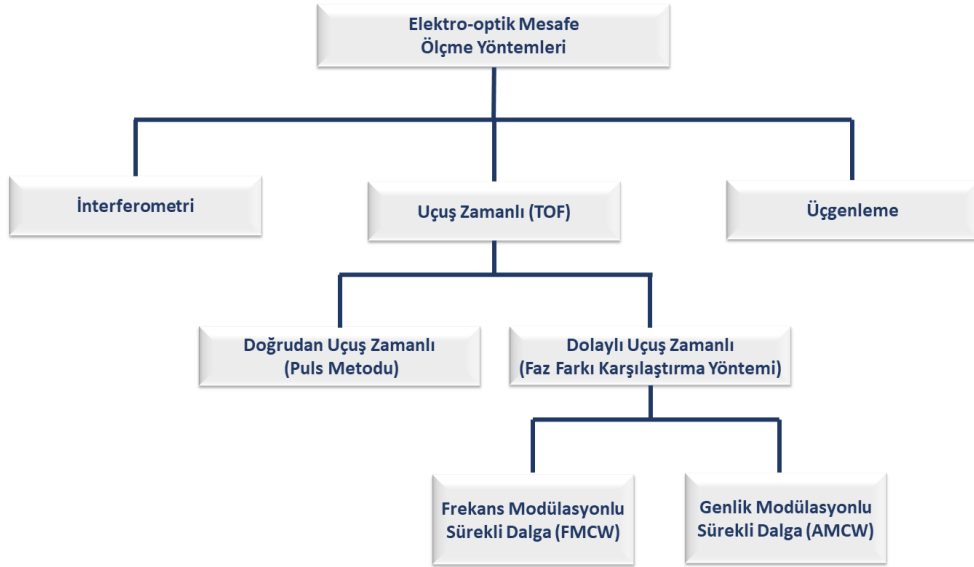 Elektro-optik Mesafe
Ölçme Yöntemleri
İnterferometri
Uçuş Zamanlı (TOF)
Üçgenleme
Doğrudan Uçuş Zamanlı
(Puls Metodu)
Dolaylı Uçuş Zamanlı
(Faz Farkı Karşılaştırma Yöntemi)
Frekans Modülasyonlu
Sürekli Dalga (FMCW)
Genlik Modülasyonlu
Sürekli Dalga (AMCW)